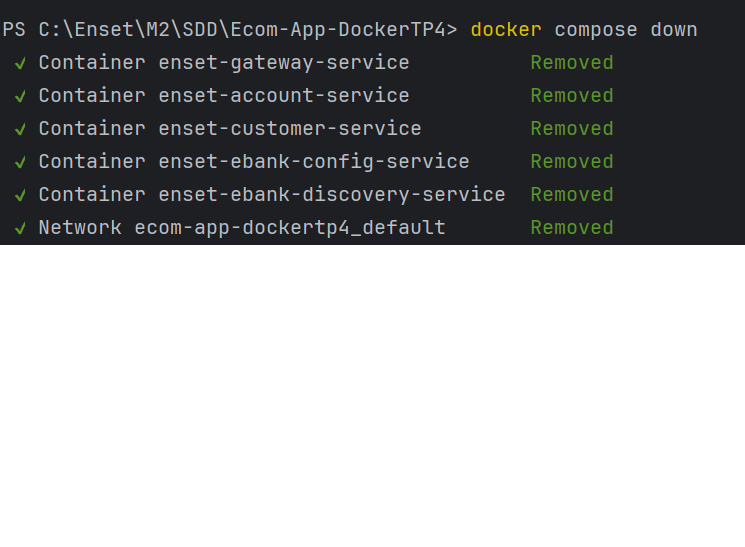 PS C:\Enset\M2\SDD\Ecom-App-DockerTP4> docker compose down
✓ Container enset-gateway-service Removed
✓ Container enset-account-service Removed
✓ Container enset-customer-service Removed
✓ Container enset-ebank-config-service Removed
✓ Container enset-ebank-discovery-service Removed
✓ Network ecom-app-dockertp4_default Removed